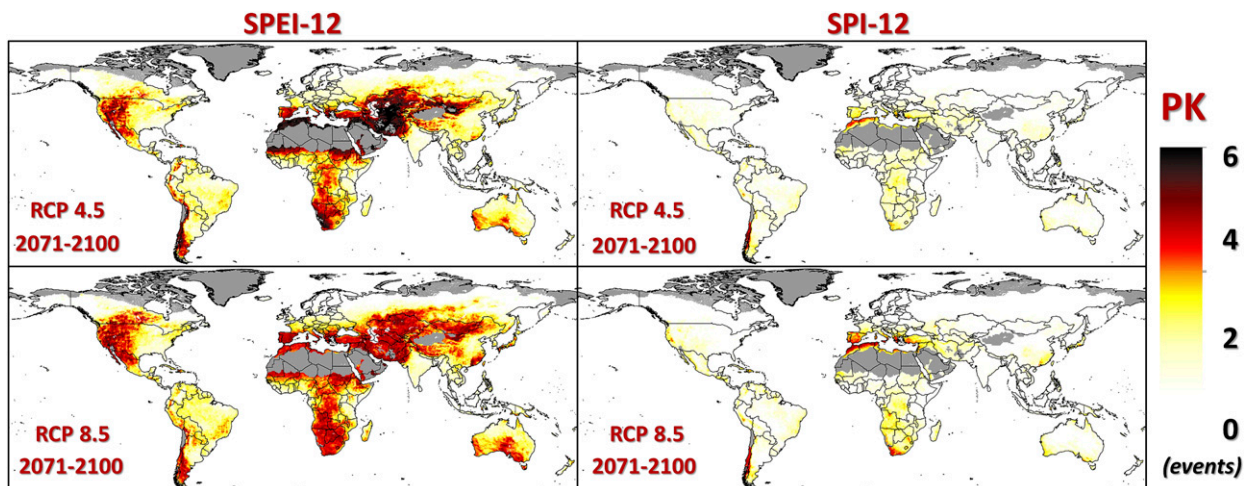 SPEI-12
SPI-12
RCP 4.5
2071-2100
RCP 4.5
2071-2100
RCP 8.5
2071-2100
RCP 8.5
2071-2100
PK
6
4
2
0
(events)